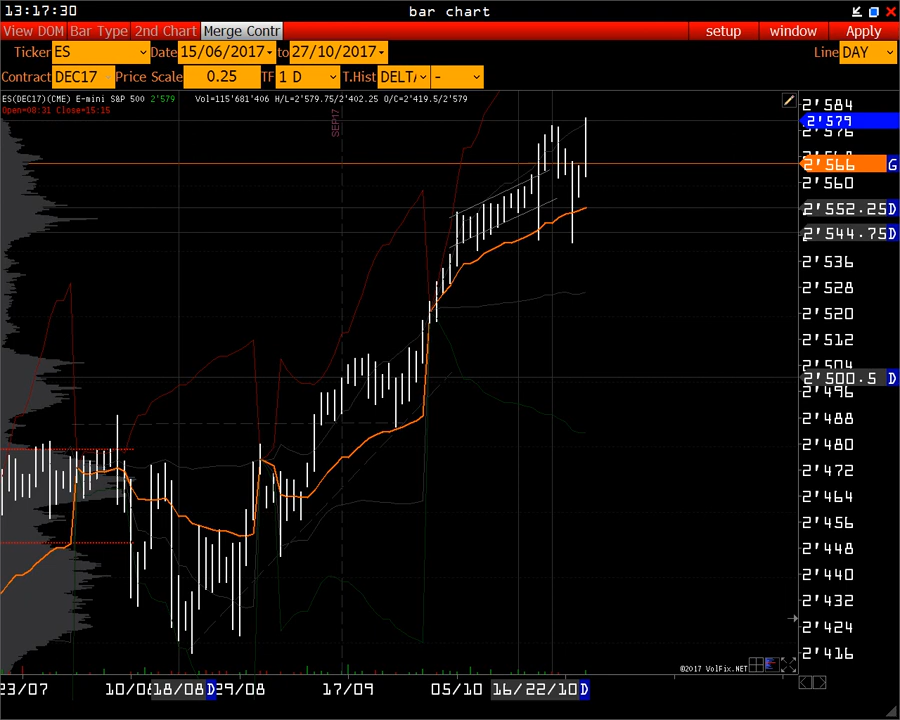 13:17:30 bar chart
View DOM Bar Type 2nd Chart Merge Contr setup window Apply
Ticker ES Date 15/06/2017 to 27/10/2017 Line DAY
Contract DEC17 Price Scale 0.25 TF 1 D T.Hist DELT -
ES(DEC17)(CME) E-mini S&P 500 2'579 Vol=115'681'406 H/L=2'579.75/2'402.25 O/C=2'419.5/2'579
Open=08:31 Close=15:15
SEP17
2'584
2'579
2'576
2'566 G
2'560
2'552.25 D
2'544.75 D
2'536
2'528
2'520
2'512
2'504
2'500.5 D
2'496
2'488
2'480
2'472
2'464
2'456
2'448
2'440
2'432
2'424
2'416
©2017 VolFix.NET
23/07 10/08 18/08 D 29/08 17/09 05/10 16/ 22/10 D